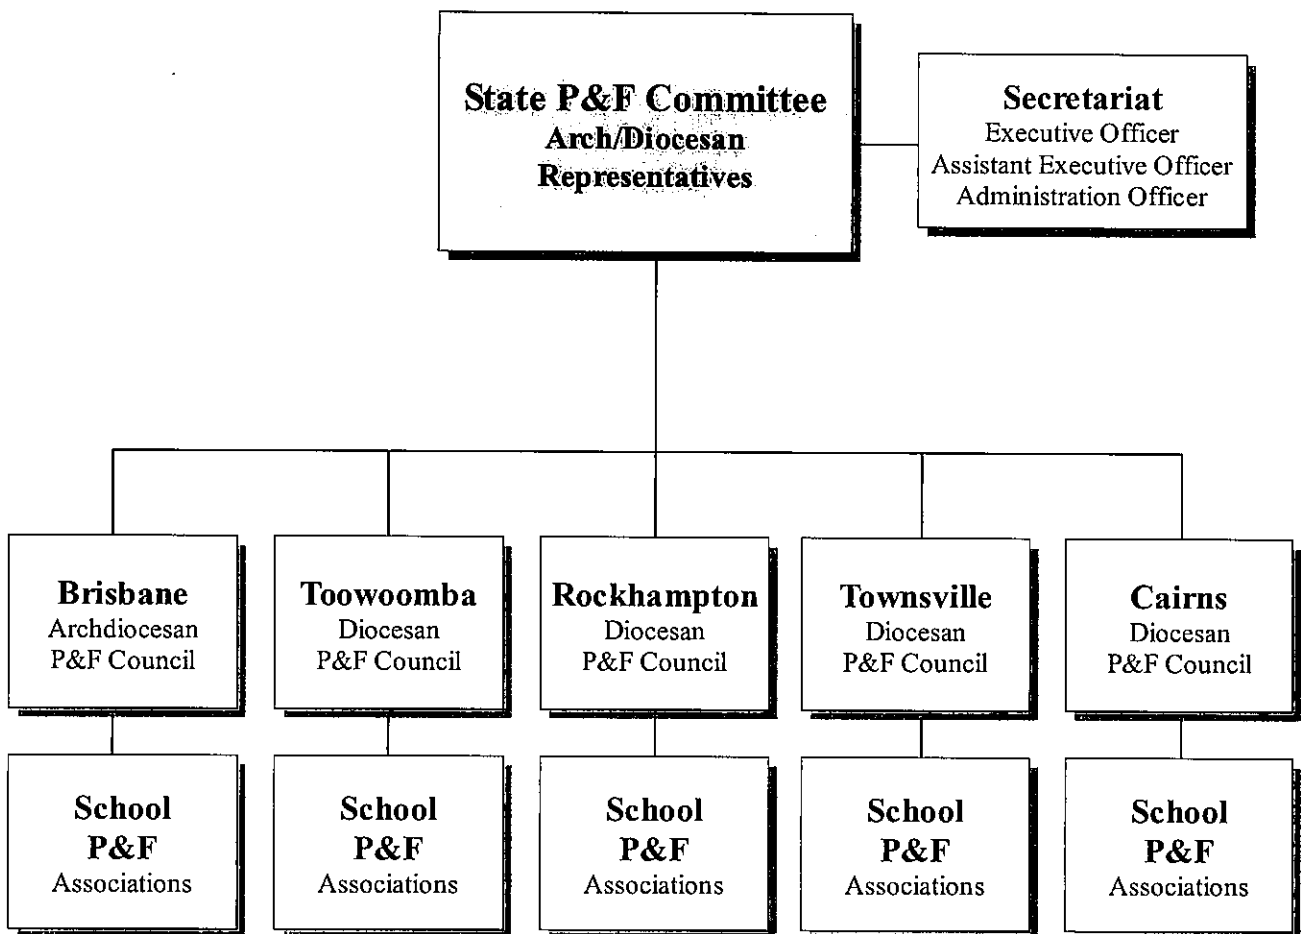 State P&F Committee
Arch/Diocesan
Representatives
Secretariat
Executive Officer
Assistant Executive Officer
Administration Officer
Brisbane
Archdiocesan
P&F Council
Toowoomba
Diocesan
P&F Council
Rockhampton
Diocesan
P&F Council
Townsville
Diocesan
P&F Council
Cairns
Diocesan
P&F Council
School
P&F
Associations
School
P&F
Associations
School
P&F
Associations
School
P&F
Associations
School
P&F
Associations